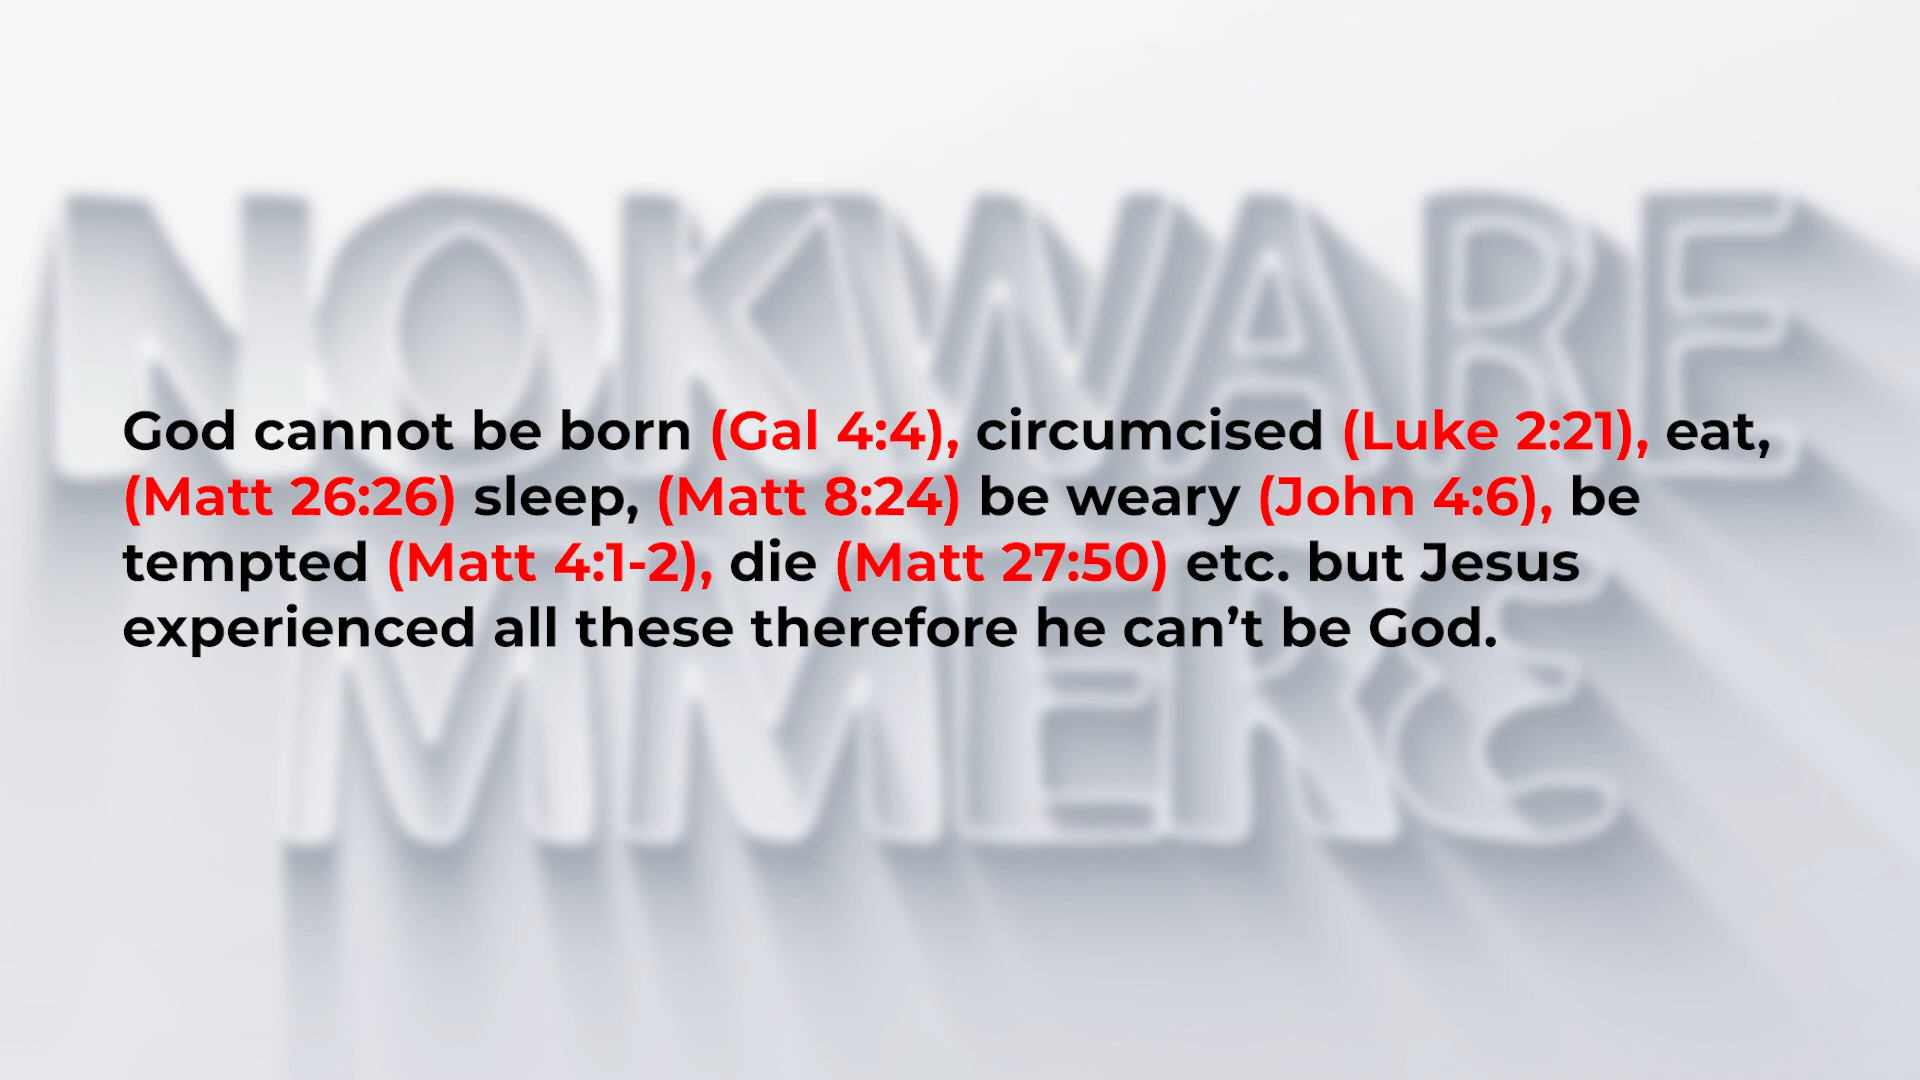 NOKWARE
MMERƐ
God cannot be born (Gal 4:4), circumcised (Luke 2:21), eat,
(Matt 26:26) sleep, (Matt 8:24) be weary (John 4:6), be
tempted (Matt 4:1-2), die (Matt 27:50) etc. but Jesus
experienced all these therefore he can’t be God.